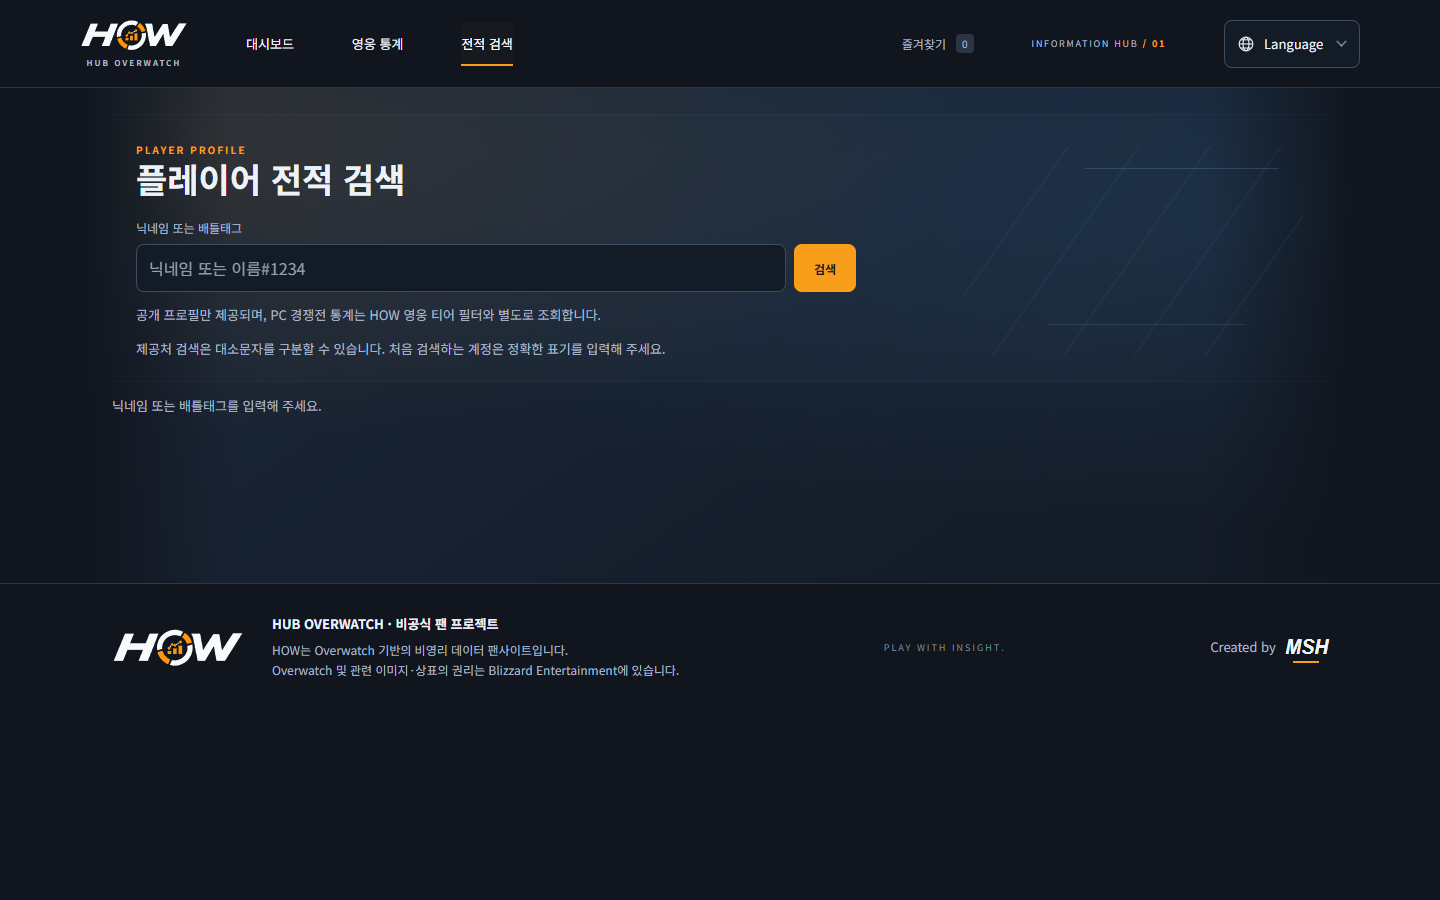 HOW
HUB OVERWATCH
대시보드
영웅 통계
전적 검색
즐겨찾기 0
INFORMATION HUB / 01
Language
PLAYER PROFILE
플레이어 전적 검색
닉네임 또는 배틀태그
닉네임 또는 이름#1234
검색
공개 프로필만 제공되며, PC 경쟁전 통계는 HOW 영웅 티어 필터와 별도로 조회합니다.
제공처 검색은 대소문자를 구분할 수 있습니다. 처음 검색하는 계정은 정확한 표기를 입력해 주세요.
닉네임 또는 배틀태그를 입력해 주세요.
HOW
HUB OVERWATCH · 비공식 팬 프로젝트
HOW는 Overwatch 기반의 비영리 데이터 팬사이트입니다.
Overwatch 및 관련 이미지·상표의 권리는 Blizzard Entertainment에 있습니다.
PLAY WITH INSIGHT.
Created by MSH